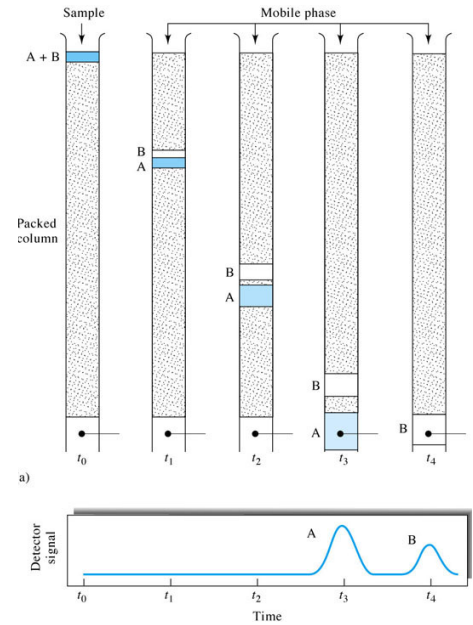 Sample
Mobile phase
A + B
B
A
Packed
column
B
A
B
A
B
t0
t1
t2
t3
t4
a)
Detector
signal
A
B
t0
t1
t2
t3
t4
Time